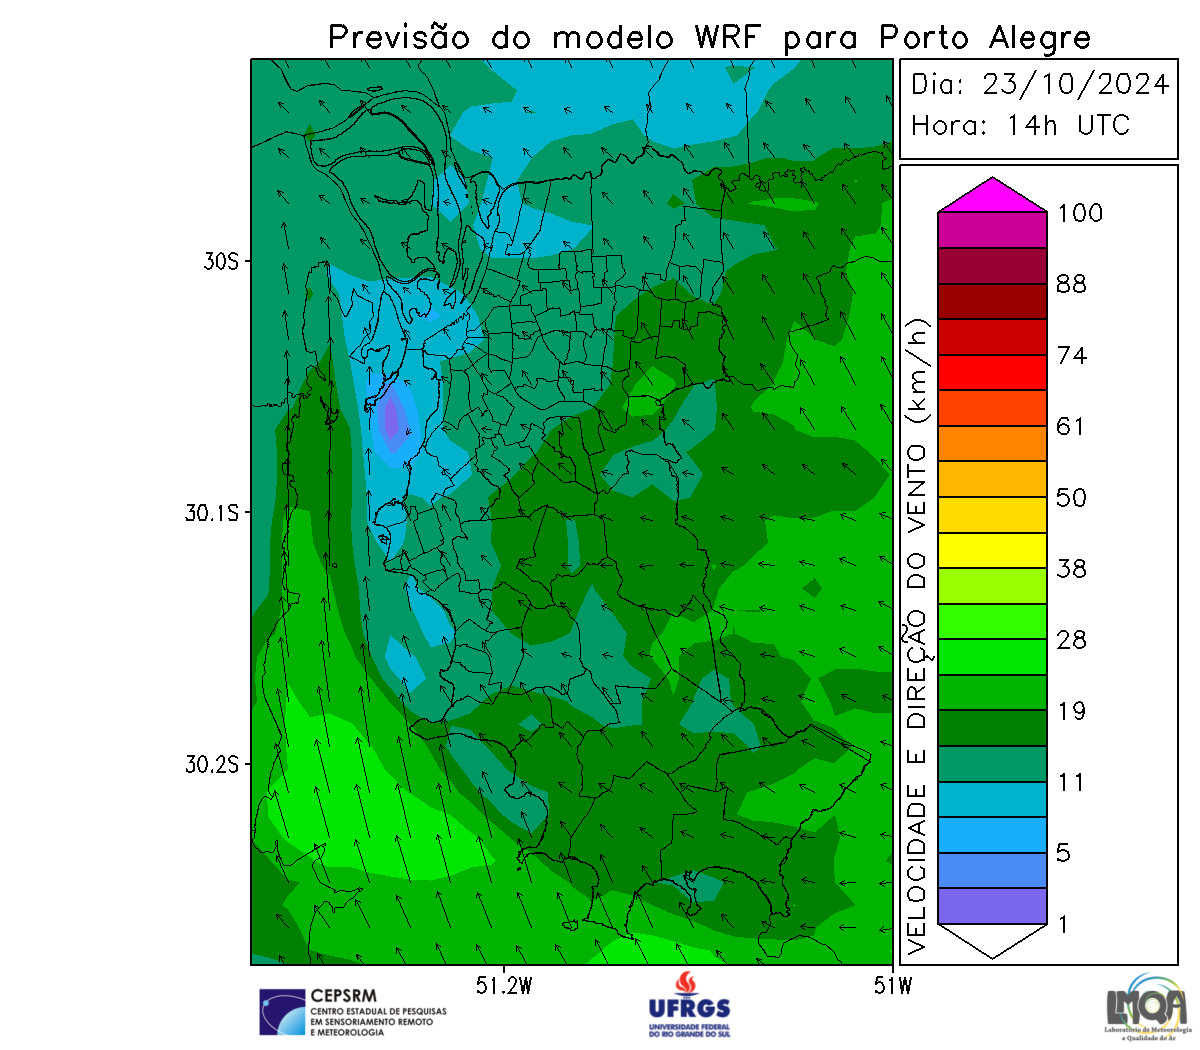 Previsão do modelo WRF para Porto Alegre
Dia: 23/10/2024
Hora: 14h UTC
30S
30.1S
30.2S
51.2W
51W
VELOCIDADE E DIREÇÃO DO VENTO (km/h)
100
88
74
61
50
38
28
19
11
5
1
CEPSRM
CENTRO ESTADUAL DE PESQUISAS
EM SENSORIAMENTO REMOTO
E METEOROLOGIA
UFRGS
UNIVERSIDADE FEDERAL
DO RIO GRANDE DO SUL
LMQA
Laboratório de Meteorologia
e Qualidade do Ar